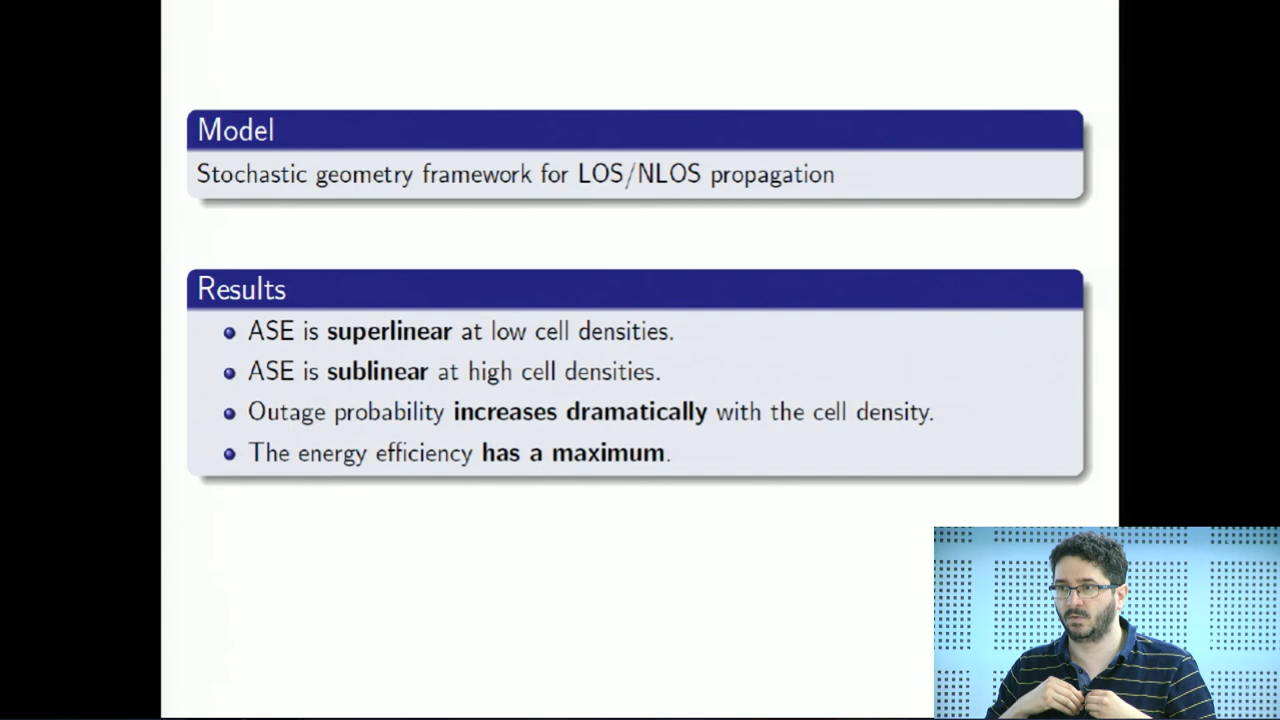 Model
Stochastic geometry framework for LOS/NLOS propagation
Results
ASE is superlinear at low cell densities.
ASE is sublinear at high cell densities.
Outage probability increases dramatically with the cell density.
The energy efficiency has a maximum.